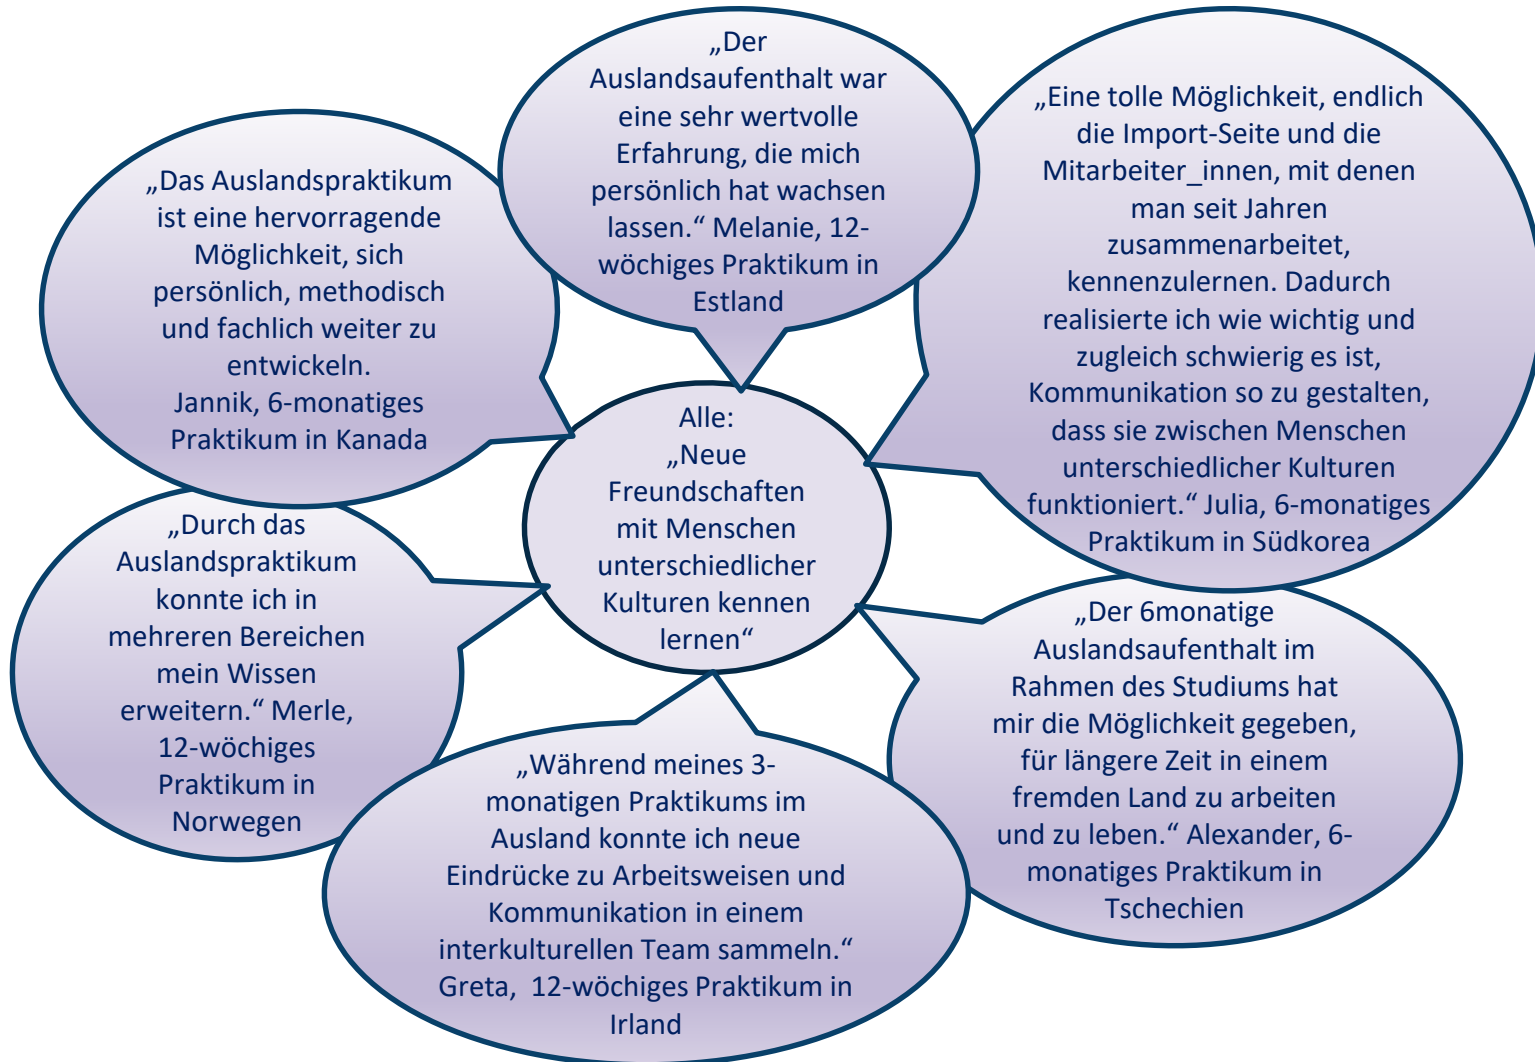 „Der
Auslandsaufenthalt war
eine sehr wertvolle
Erfahrung, die mich
persönlich hat wachsen
lassen.“ Melanie, 12-
wöchiges Praktikum in
Estland
„Das Auslandspraktikum
ist eine hervorragende
Möglichkeit, sich
persönlich, methodisch
und fachlich weiter zu
entwickeln.
Jannik, 6-monatiges
Praktikum in Kanada
„Eine tolle Möglichkeit, endlich
die Import-Seite und die
Mitarbeiter_innen, mit denen
man seit Jahren
zusammenarbeitet,
kennenzulernen. Dadurch
realisierte ich wie wichtig und
zugleich schwierig es ist,
Kommunikation so zu gestalten,
dass sie zwischen Menschen
unterschiedlicher Kulturen
funktioniert.“ Julia, 6-monatiges
Praktikum in Südkorea
Alle:
„Neue
Freundschaften
mit Menschen
unterschiedlicher
Kulturen kennen
lernen“
„Durch das
Auslandspraktikum
konnte ich in
mehreren Bereichen
mein Wissen
erweitern.“ Merle,
12-wöchiges
Praktikum in
Norwegen
„Der 6monatige
Auslandsaufenthalt im
Rahmen des Studiums hat
mir die Möglichkeit gegeben,
für längere Zeit in einem
fremden Land zu arbeiten
und zu leben.“ Alexander, 6-
monatiges Praktikum in
Tschechien
„Während meines 3-
monatigen Praktikums im
Ausland konnte ich neue
Eindrücke zu Arbeitsweisen und
Kommunikation in einem
interkulturellen Team sammeln.“
Greta,  12-wöchiges Praktikum in
Irland